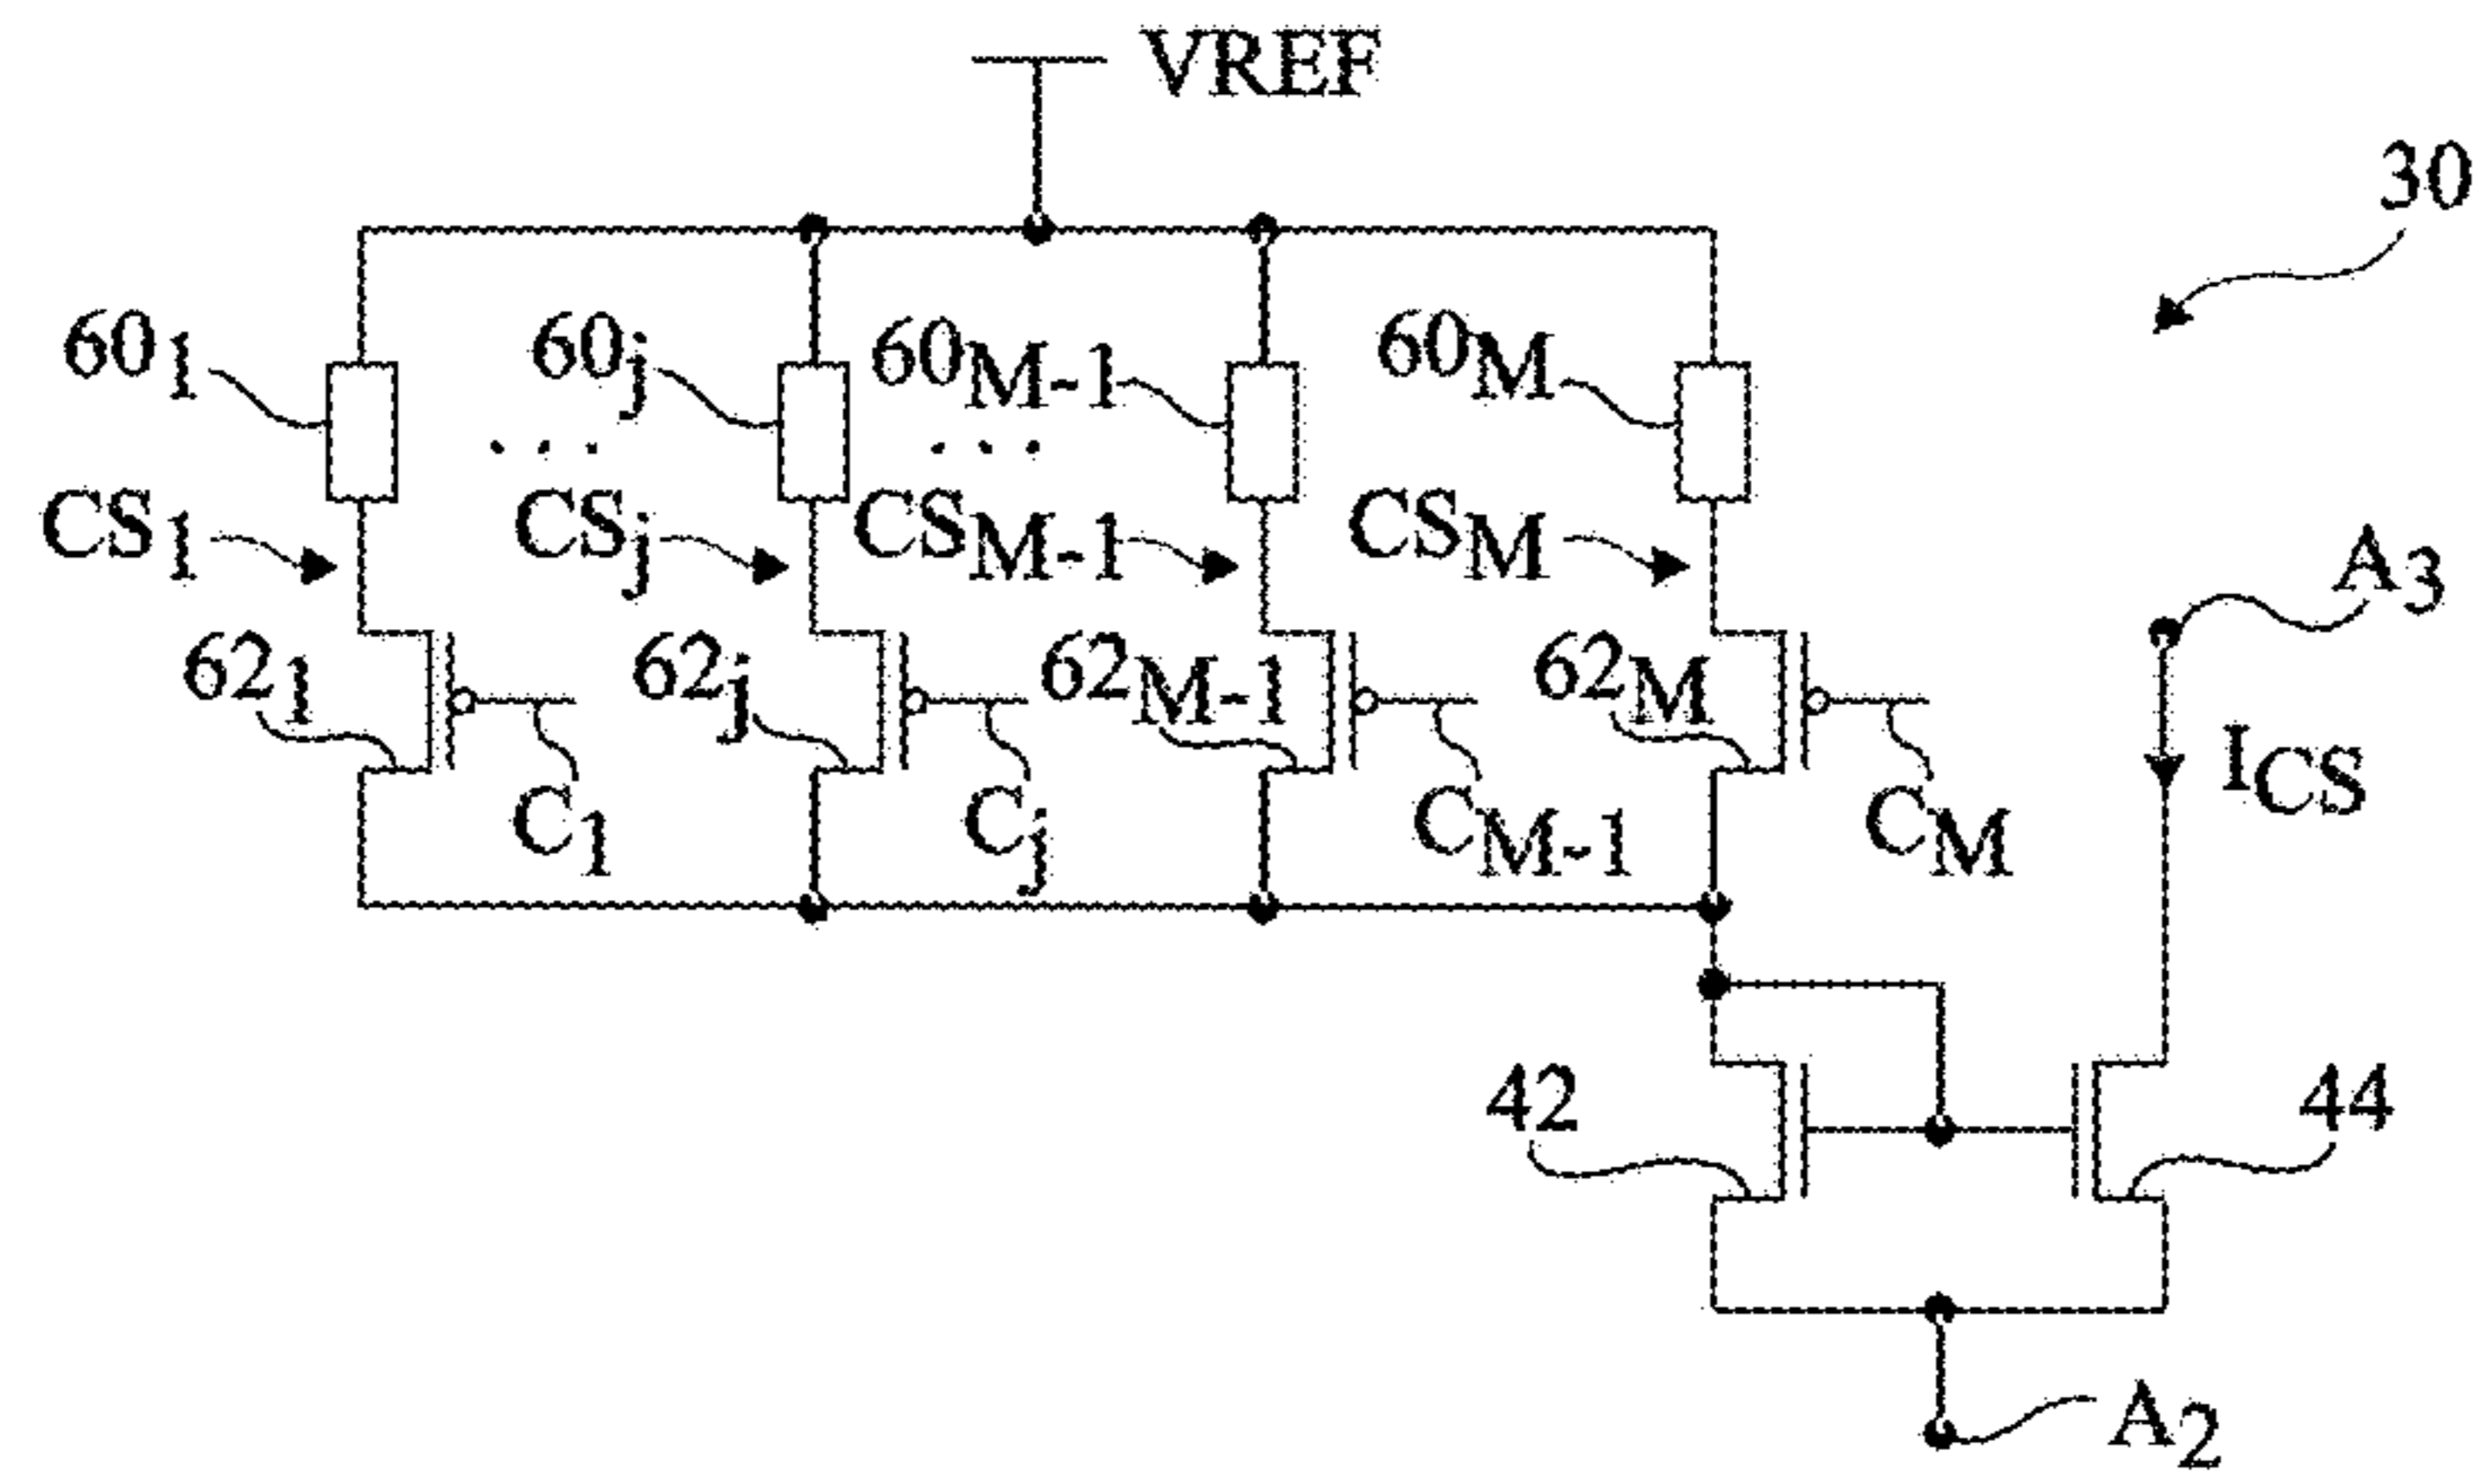 VREF
30
60₁
60ⱼ
60M-1
60M
. . .
. . .
CS₁
CSⱼ
CSM-1
CSM
A₃
62₁
62ⱼ
62M-1
62M
ICS
C₁
Cⱼ
CM-1
CM
42
44
A₂